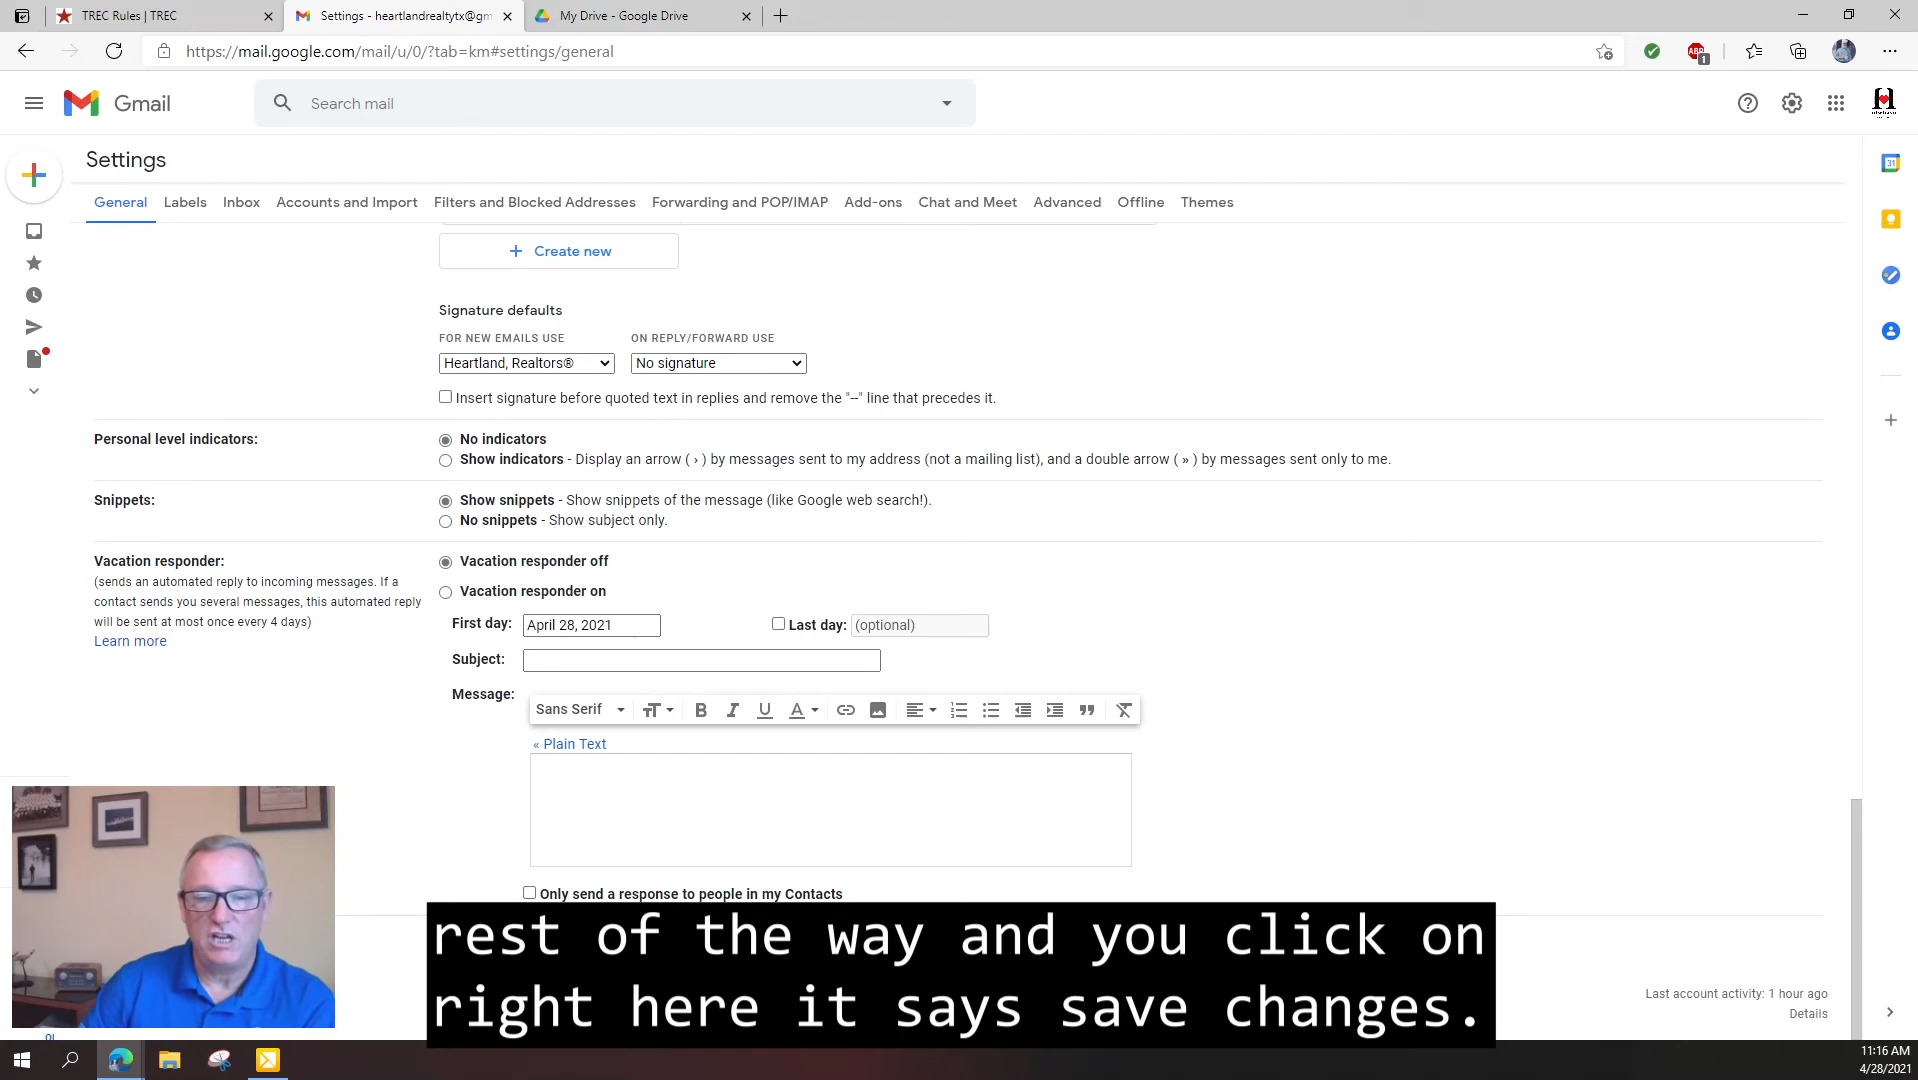 TREC Rules | TREC
Settings - heartlandrealtytx@gm
My Drive - Google Drive
https://mail.google.com/mail/u/0/?tab=km#settings/general
ABP
1
Gmail
Search mail
31
Settings
General Labels Inbox Accounts and Import Filters and Blocked Addresses Forwarding and POP/IMAP Add-ons Chat and Meet Advanced Offline Themes
+ Create new
Signature defaults
FOR NEW EMAILS USE ON REPLY/FORWARD USE
Heartland, Realtors® No signature
Insert signature before quoted text in replies and remove the "--" line that precedes it.
Personal level indicators:
No indicators
Show indicators - Display an arrow ( › ) by messages sent to my address (not a mailing list), and a double arrow ( » ) by messages sent only to me.
Snippets:
Show snippets - Show snippets of the message (like Google web search!).
No snippets - Show subject only.
Vacation responder:
(sends an automated reply to incoming messages. If a
contact sends you several messages, this automated reply
will be sent at most once every 4 days)
Learn more
Vacation responder off
Vacation responder on
First day: April 28, 2021 Last day: (optional)
Subject:
Message:
Sans Serif
« Plain Text
Only send a response to people in my Contacts
rest of the way and you click on
right here it says save changes.
Last account activity: 1 hour ago
Details
11:16 AM
4/28/2021